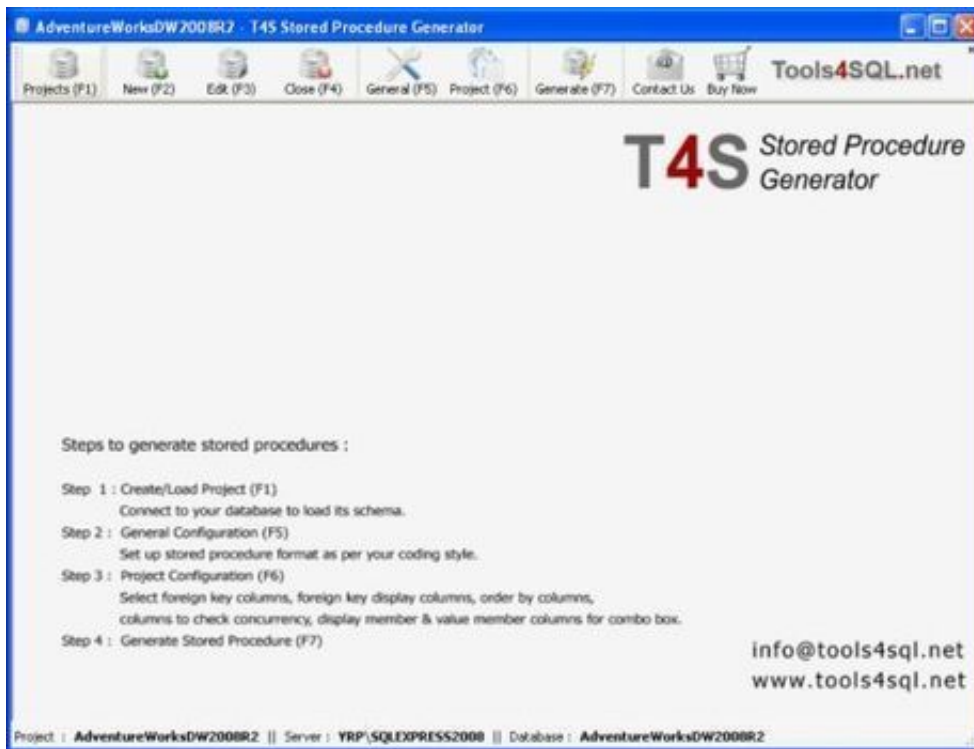 AdventureWorksDW2008R2 - T4S Stored Procedure Generator
Projects (F1) New (F2) Edit (F3) Close (F4) General (F5) Project (F6) Generate (F7) Contact Us Buy Now Tools4SQL.net
T4S Stored Procedure
Generator
Steps to generate stored procedures :
Step 1 : Create/Load Project (F1)
Connect to your database to load its schema.
Step 2 : General Configuration (F5)
Set up stored procedure format as per your coding style.
Step 3 : Project Configuration (F6)
Select foreign key columns, foreign key display columns, order by columns,
columns to check concurrency, display member & value member columns for combo box.
Step 4 : Generate Stored Procedure (F7)
info@tools4sql.net
www.tools4sql.net
Project : AdventureWorksDW2008R2 || Server : YRP\SQLEXPRESS2008 || Database : AdventureWorksDW2008R2